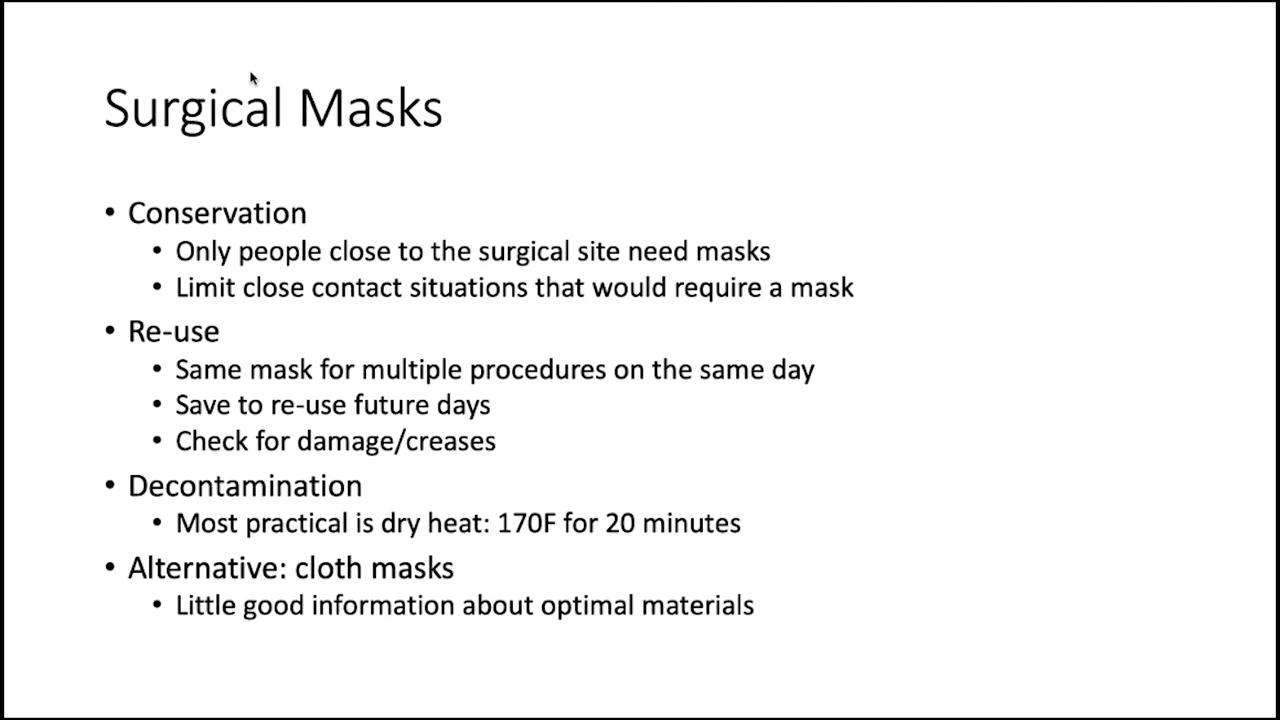 Surgical Masks
• Conservation
• Only people close to the surgical site need masks
• Limit close contact situations that would require a mask
• Re-use
• Same mask for multiple procedures on the same day
• Save to re-use future days
• Check for damage/creases
• Decontamination
• Most practical is dry heat: 170F for 20 minutes
• Alternative: cloth masks
• Little good information about optimal materials